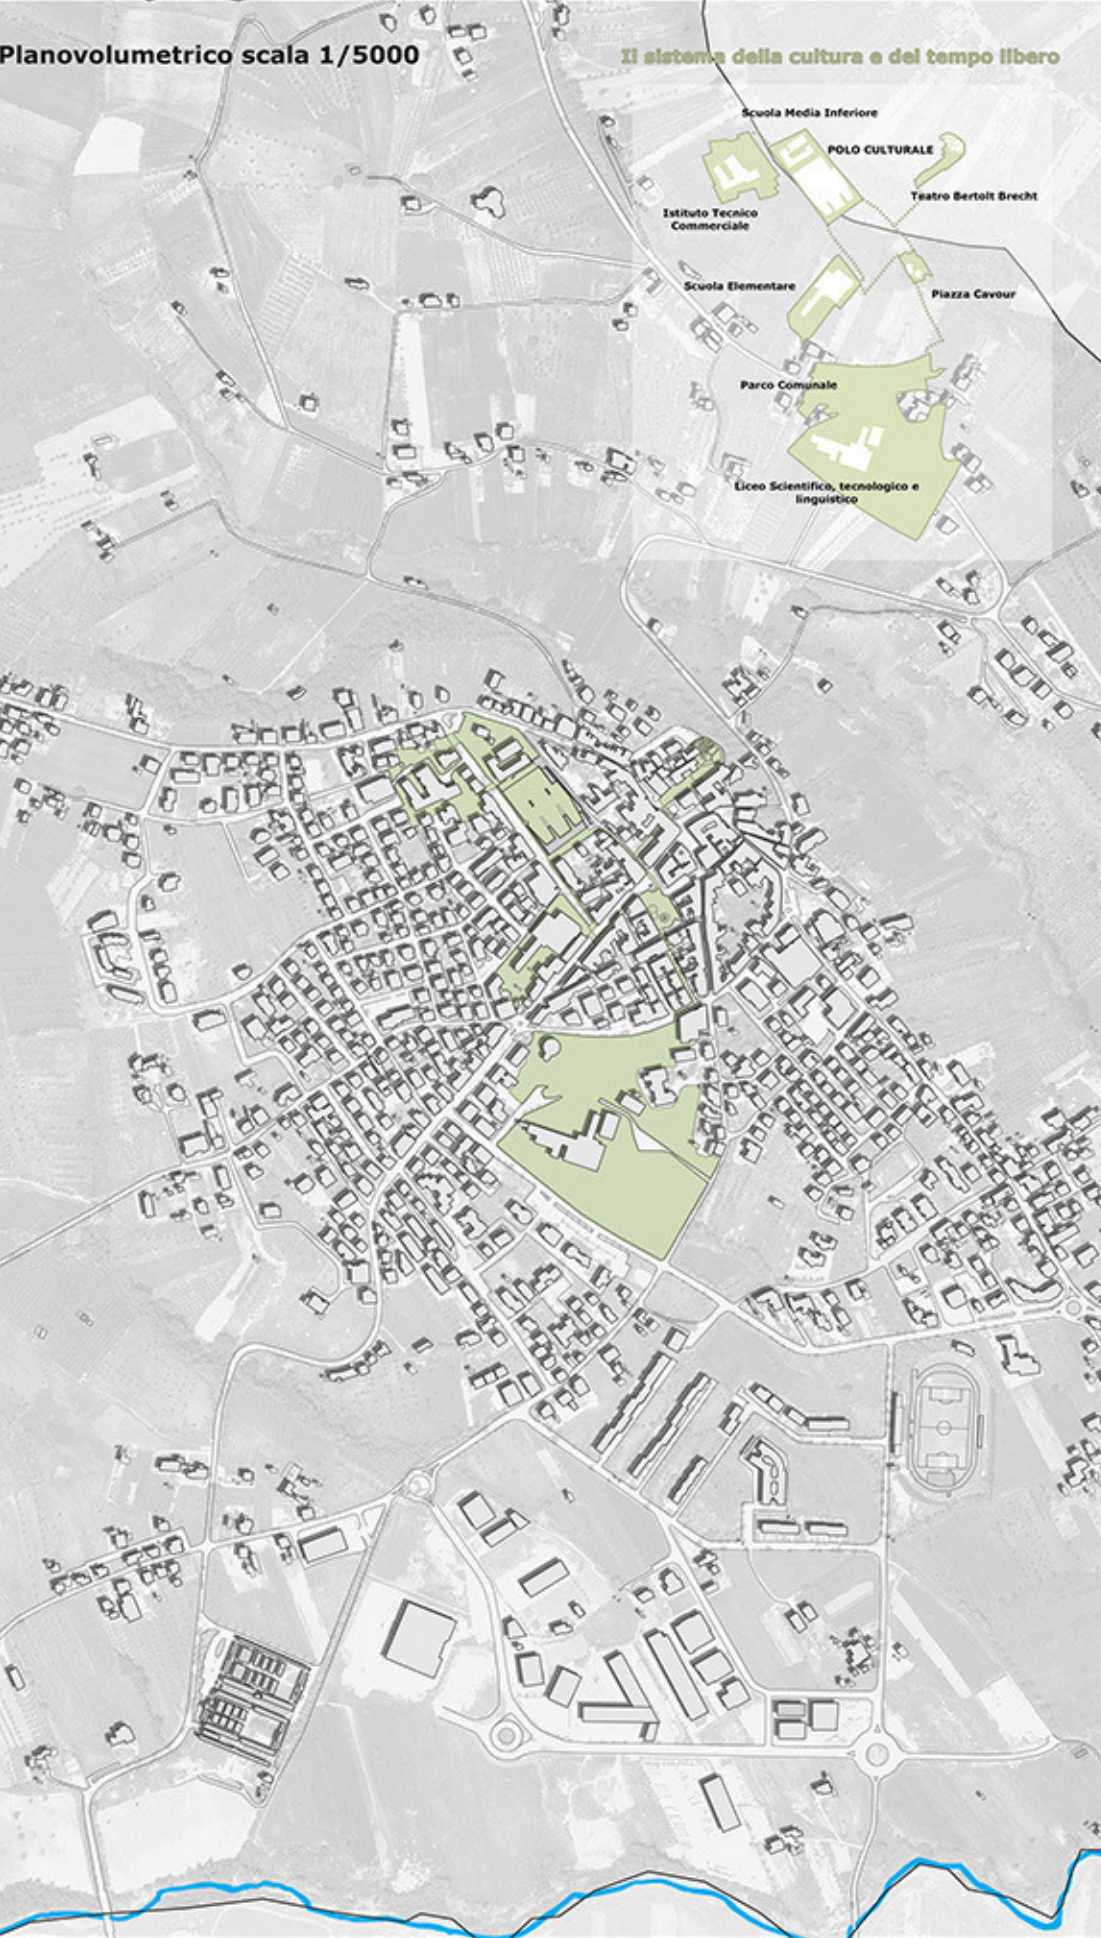 Planovolumetrico scala 1/5000
Il sistema della cultura e del tempo libero
Scuola Media Inferiore
POLO CULTURALE
Teatro Bertolt Brecht
Istituto Tecnico
Commerciale
Scuola Elementare
Piazza Cavour
Parco Comunale
Liceo Scientifico, tecnologico e
linguistico